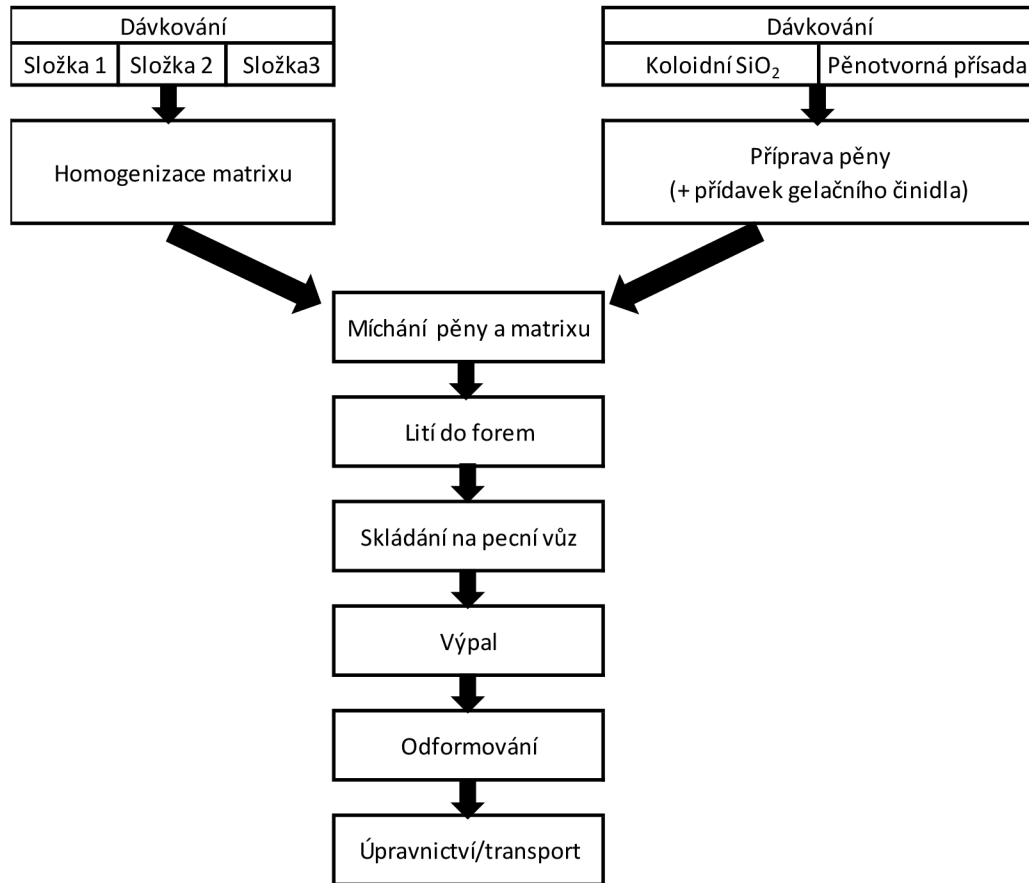 Dávkování
Složka 1 Složka 2 Složka3
Homogenizace matrixu
Dávkování
Koloidní SiO₂ Pěnotvorná přísada
Příprava pěny
(+ přídavek gelačního činidla)
Míchání pěny a matrixu
Lití do forem
Skládání na pecní vůz
Výpal
Odformování
Úpravnictví/transport